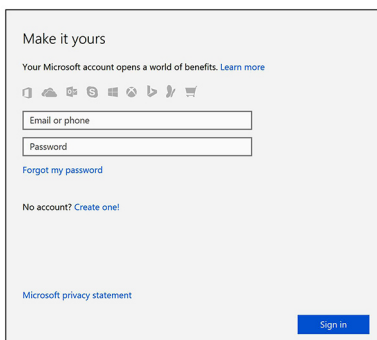 Make it yours
Your Microsoft account opens a world of benefits. Learn more
Email or phone
Password
Forgot my password
No account? Create one!
Microsoft privacy statement
Sign in